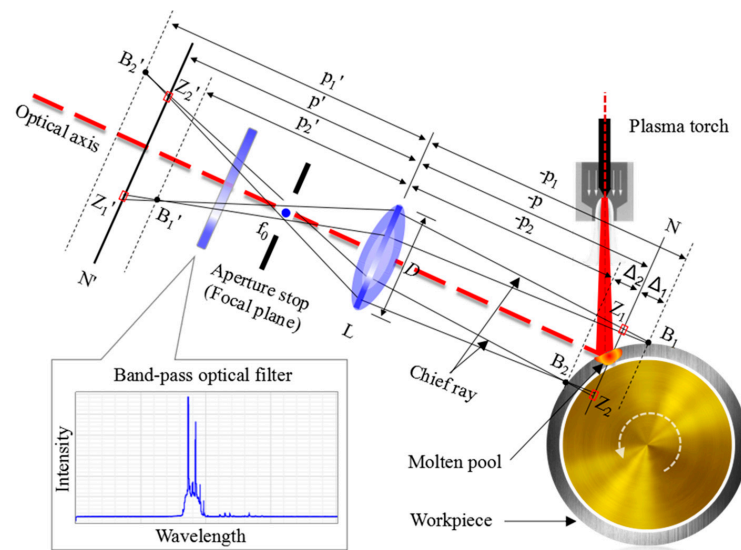 p₁'
B₂'
Z₂'
p'
p₂'
Optical axis
Plasma torch
-p₁
-p
-p₂
N
Z₁'
B₁'
f₀
D
Δ₂
Δ₁
Z₁
B₁
N'
Aperture stop
(Focal plane)
L
B₂
Chief ray
Z₂
Band-pass optical filter
Intensity
Wavelength
Molten pool
Workpiece